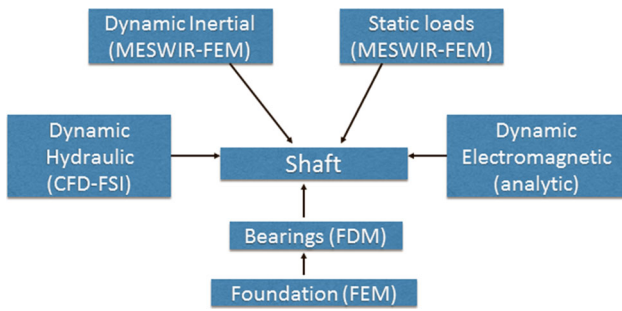 Dynamic Inertial
(MESWIR-FEM)
Static loads
(MESWIR-FEM)
Dynamic
Hydraulic
(CFD-FSI)
Shaft
Dynamic
Electromagnetic
(analytic)
Bearings (FDM)
Foundation (FEM)